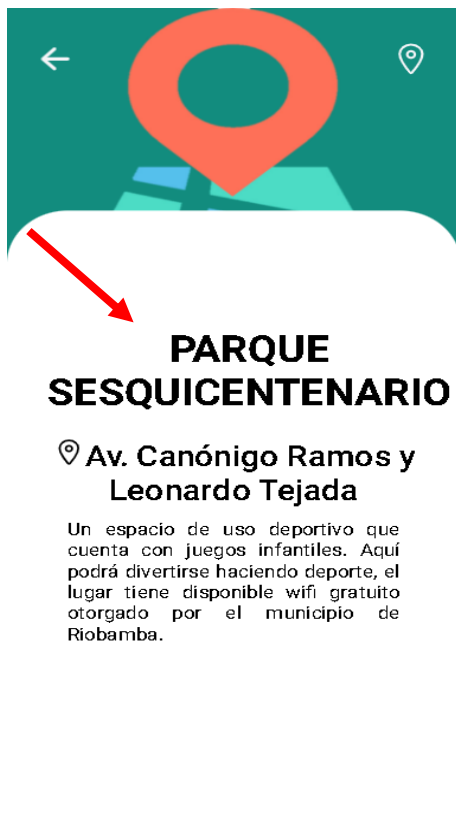 PARQUE
SESQUICENTENARIO
Av. Canónigo Ramos y
Leonardo Tejada
Un espacio de uso deportivo que
cuenta con juegos infantiles. Aquí
podrá divertirse haciendo deporte, el
lugar tiene disponible wifi gratuito
otorgado por el municipio de
Riobamba.